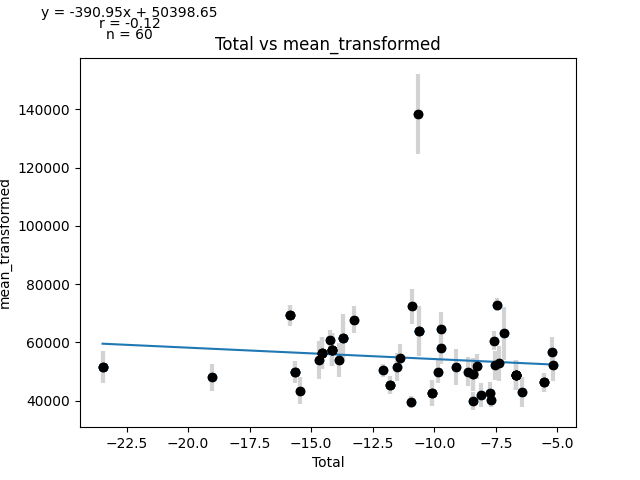 y = -390.95x + 50398.65
r = -0.12
n = 60
Total vs mean_transformed
mean_transformed
140000
120000
100000
80000
60000
40000
−22.5 −20.0 −17.5 −15.0 −12.5 −10.0 −7.5 −5.0
Total